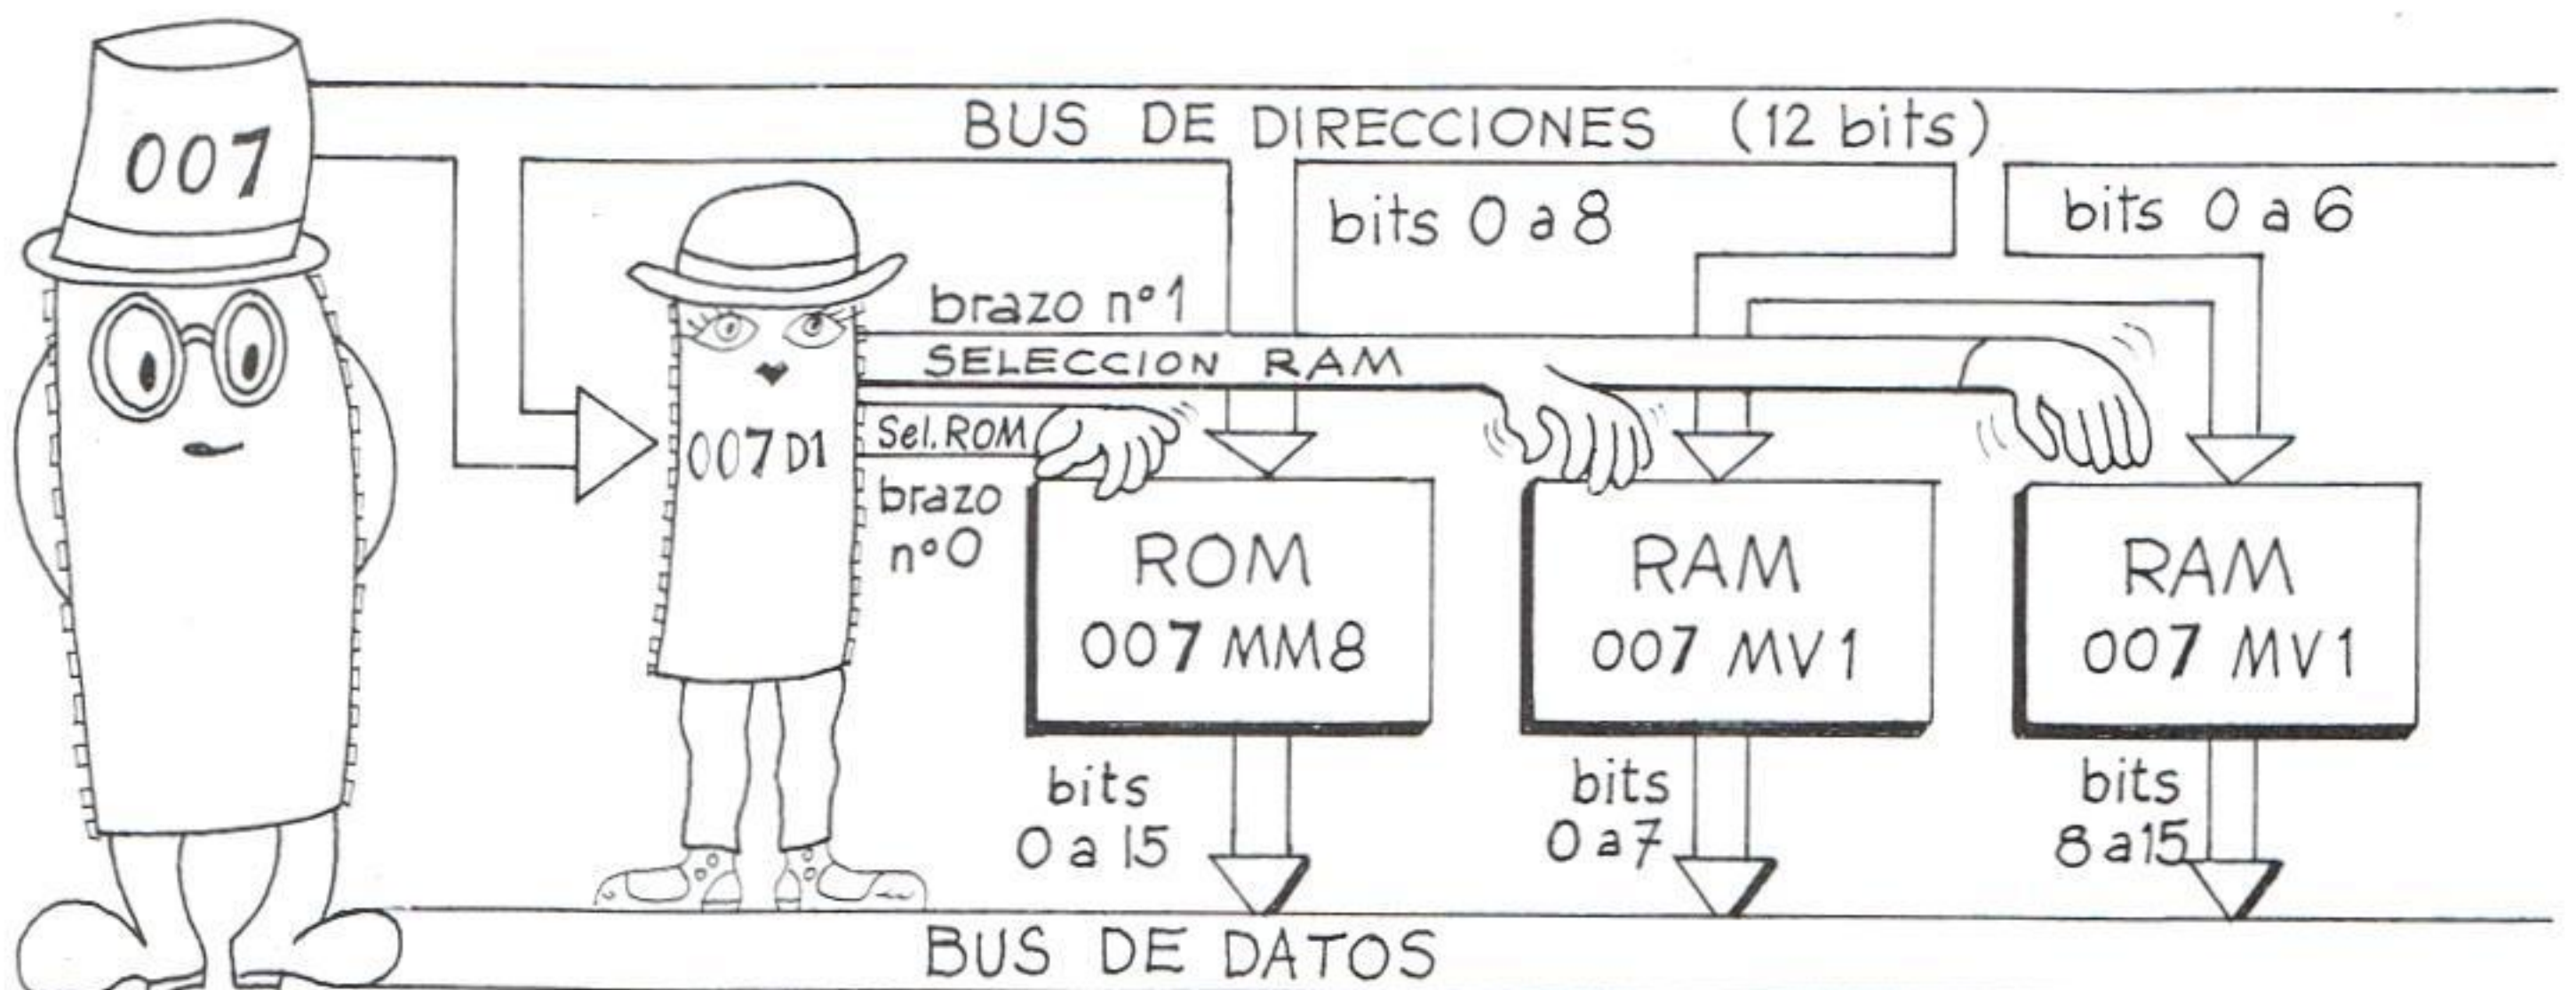 BUS DE DIRECCIONES (12 bits)
007
bits 0 a 8
bits 0 a 6
brazo nº1
SELECCION RAM
Sel.ROM
007D1
brazo
nº0
ROM
007 MM8
RAM
007 MV1
RAM
007 MV1
bits
0 a 15
bits
0 a 7
bits
8 a 15
BUS DE DATOS